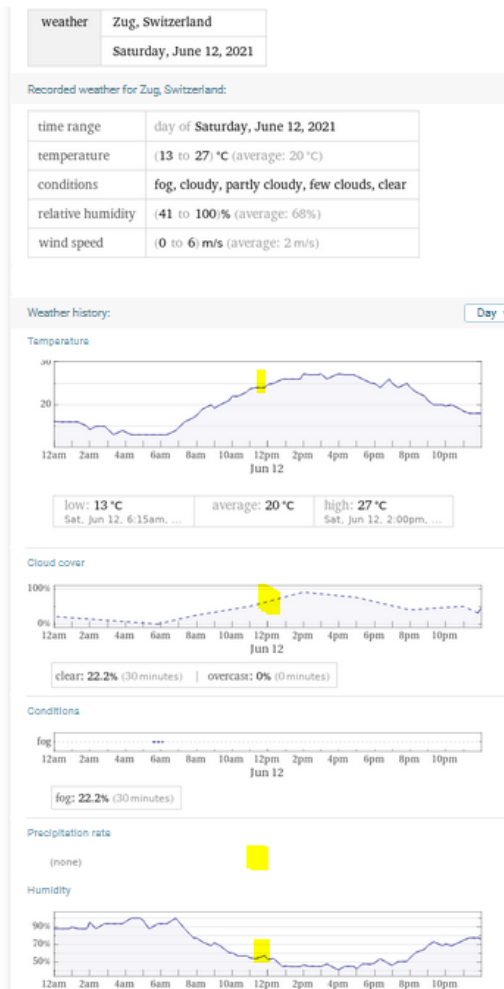 weather Zug, Switzerland
Saturday, June 12, 2021
Recorded weather for Zug, Switzerland:
time range day of Saturday, June 12, 2021
temperature (13 to 27) °C (average: 20 °C)
conditions fog, cloudy, partly cloudy, few clouds, clear
relative humidity (41 to 100)% (average: 68%)
wind speed (0 to 6) m/s (average: 2 m/s)
Weather history: Day
Temperature
30
20
12am 2am 4am 6am 8am 10am 12pm 2pm 4pm 6pm 8pm 10pm
Jun 12
low: 13 °C average: 20 °C high: 27 °C
Sat, Jun 12, 6:15am, ... Sat, Jun 12, 2:00pm, ...
Cloud cover
100%
0%
12am 2am 4am 6am 8am 10am 12pm 2pm 4pm 6pm 8pm 10pm
Jun 12
clear: 22.2% (30 minutes) | overcast: 0% (0 minutes)
Conditions
fog
12am 2am 4am 6am 8am 10am 12pm 2pm 4pm 6pm 8pm 10pm
Jun 12
fog: 22.2% (30 minutes)
Precipitation rate
(none)
Humidity
90%
70%
50%
12am 2am 4am 6am 8am 10am 12pm 2pm 4pm 6pm 8pm 10pm